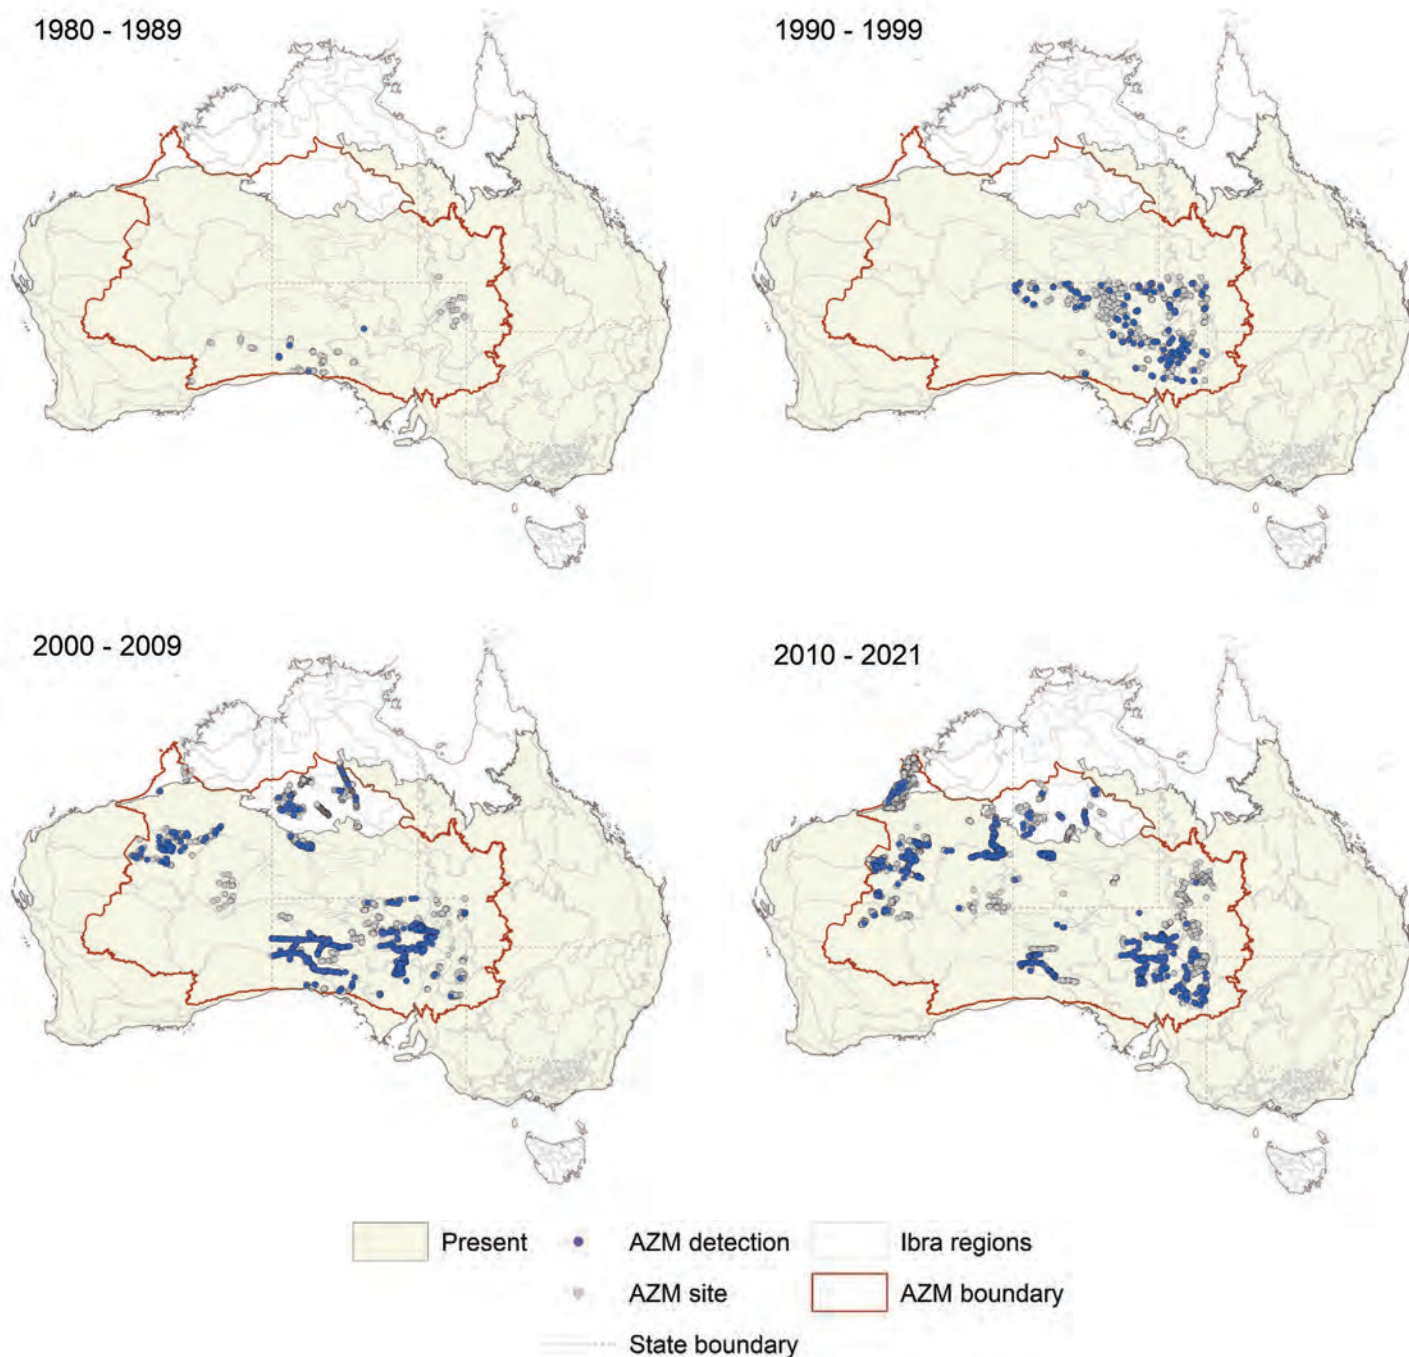 1980 - 1989
1990 - 1999
2000 - 2009
2010 - 2021
Present
AZM detection
Ibra regions
AZM site
AZM boundary
State boundary